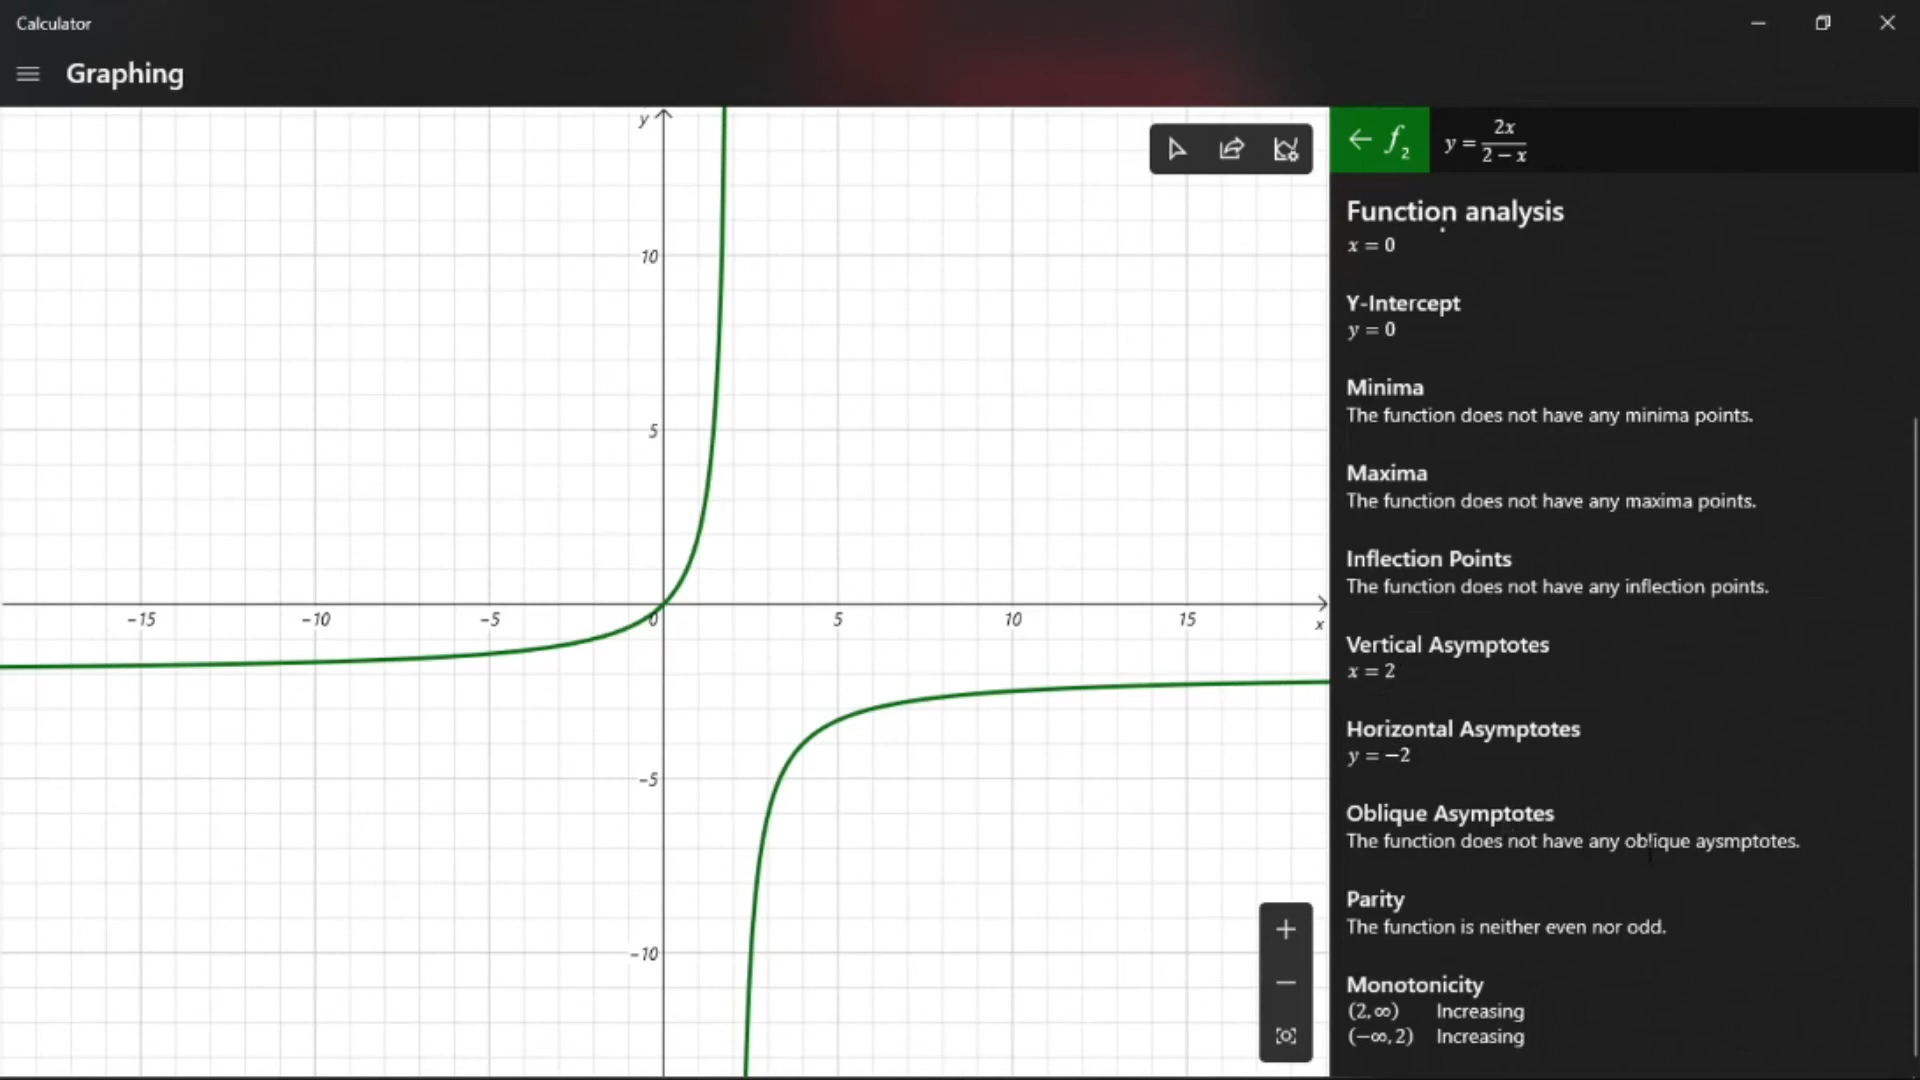 Calculator
Graphing
y
10
5
-15 -10 -5 0 5 10 15
x
-5
-10
f2 y = 2x / 2 − x
Function analysis
x = 0
Y-Intercept
y = 0
Minima
The function does not have any minima points.
Maxima
The function does not have any maxima points.
Inflection Points
The function does not have any inflection points.
Vertical Asymptotes
x = 2
Horizontal Asymptotes
y = −2
Oblique Asymptotes
The function does not have any oblique aysmptotes.
Parity
The function is neither even nor odd.
Monotonicity
(2, ∞) Increasing
(−∞, 2) Increasing